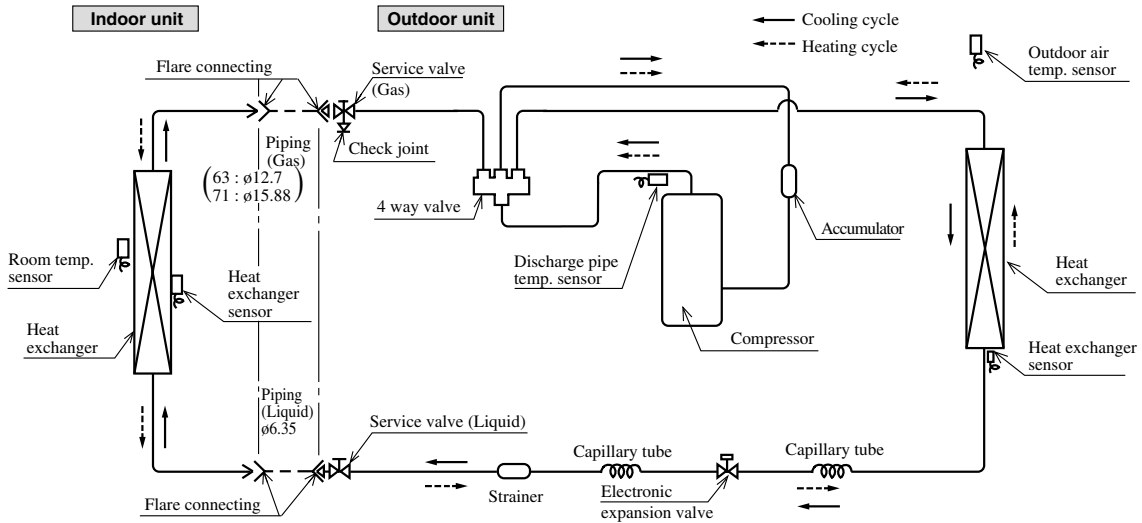 Indoor unit
Outdoor unit
Cooling cycle
Heating cycle
Outdoor air
temp. sensor
Flare connecting
Service valve
(Gas)
Check joint
Piping
(Gas)
63 : ø12.7
71 : ø15.88
4 way valve
Discharge pipe
temp. sensor
Accumulator
Compressor
Room temp.
sensor
Heat
exchanger
sensor
Heat
exchanger
Heat
exchanger
Heat exchanger
sensor
Piping
(Liquid)
ø6.35
Service valve (Liquid)
Flare connecting
Strainer
Capillary tube
Electronic
expansion valve
Capillary tube